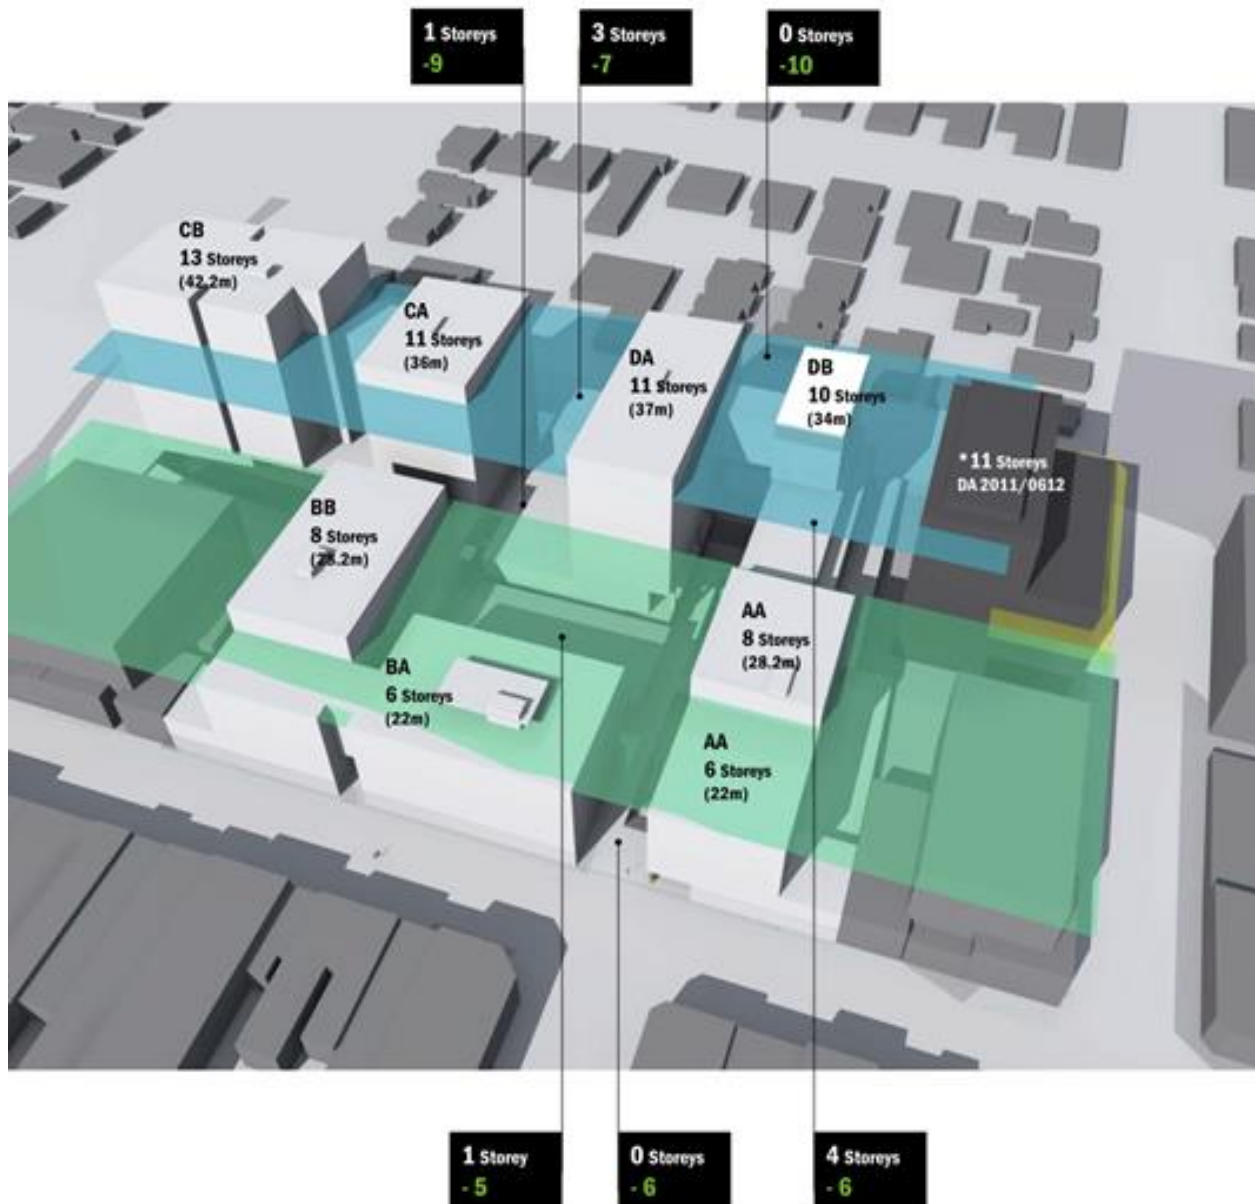 1 Storeys
-9
3 Storeys
-7
0 Storeys
-10
CB
13 Storeys
(42.2m)
CA
11 Storeys
(36m)
DA
11 Storeys
(37m)
DB
10 Storeys
(34m)
*11 Storeys
DA 2011/0612
BB
8 Storeys
(28.2m)
AA
8 Storeys
(28.2m)
BA
6 Storeys
(22m)
AA
6 Storeys
(22m)
1 Storey
- 5
0 Storeys
- 6
4 Storeys
- 6